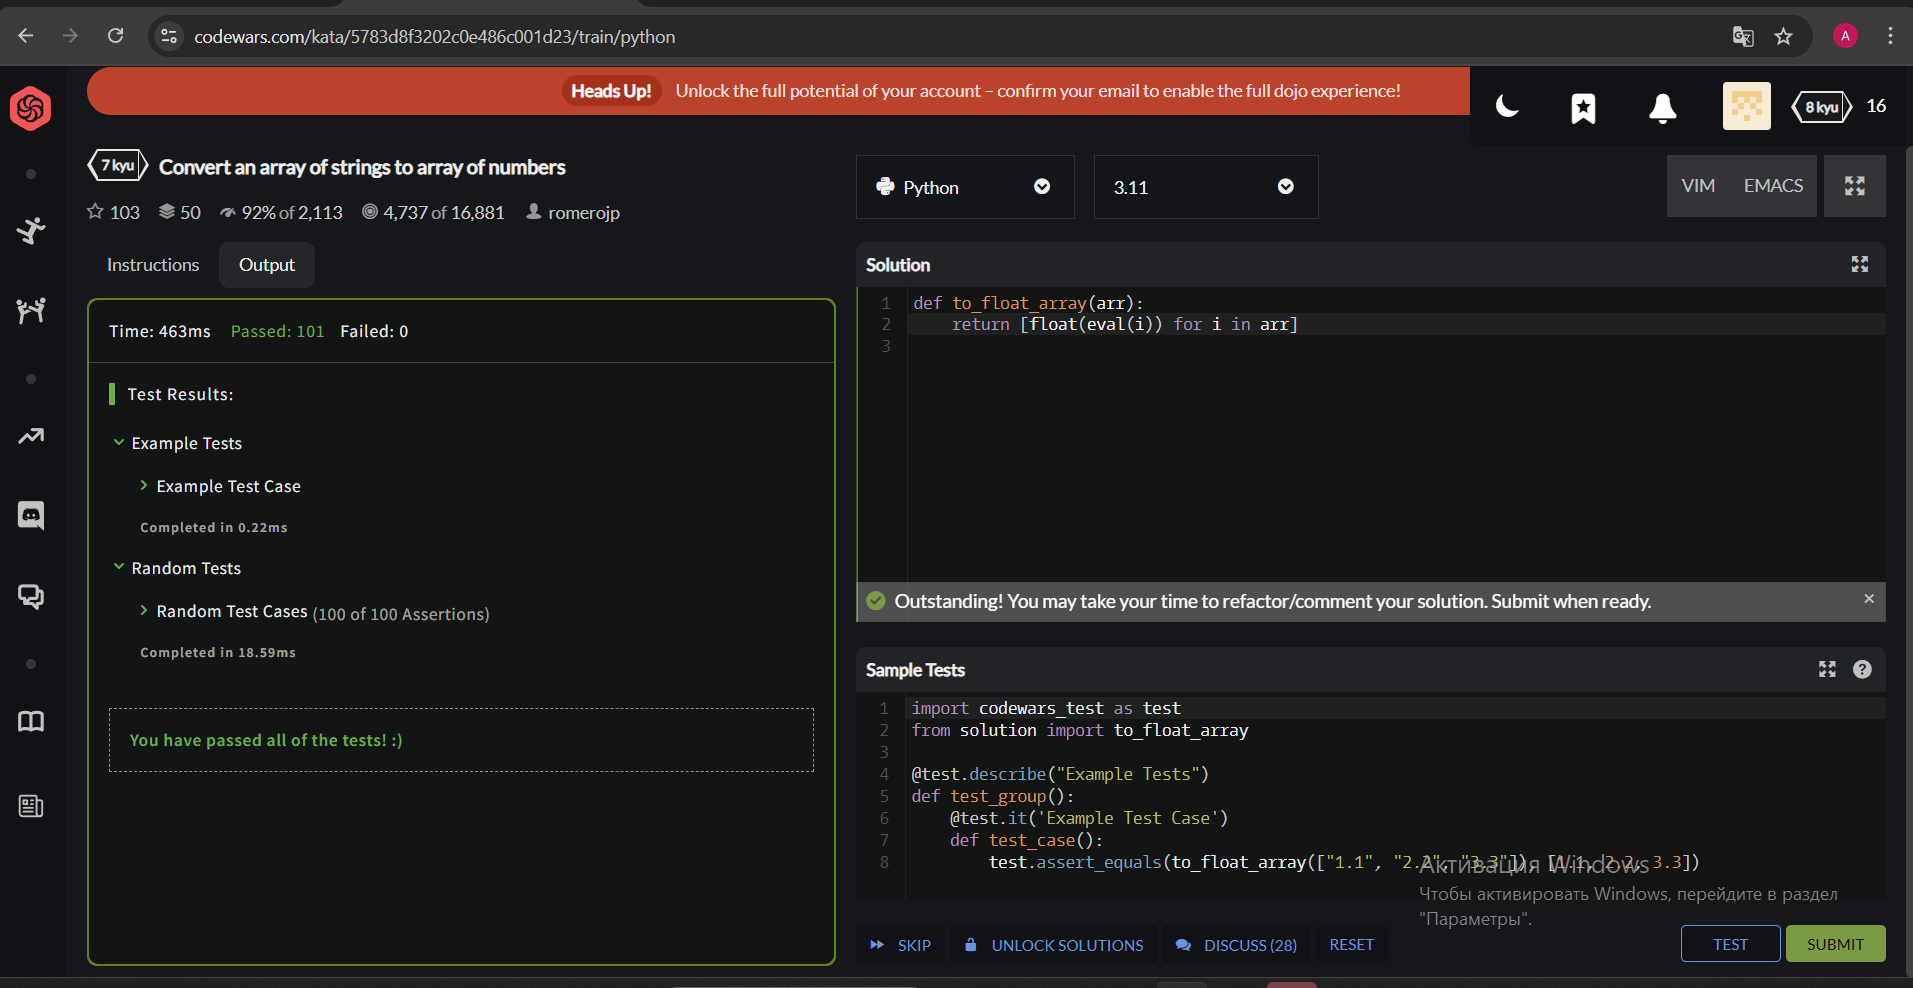 codewars.com/kata/5783d8f3202c0e486c001d23/train/python
A
Heads Up! Unlock the full potential of your account – confirm your email to enable the full dojo experience!
8 kyu 16
7 kyu Convert an array of strings to array of numbers
103 50 92% of 2,113 4,737 of 16,881 romerojp
Python
3.11
VIM EMACS
Instructions Output
Time: 463ms Passed: 101 Failed: 0
Test Results:
Example Tests
Example Test Case
Completed in 0.22ms
Random Tests
Random Test Cases (100 of 100 Assertions)
Completed in 18.59ms
You have passed all of the tests! :)
Solution
1 def to_float_array(arr):
2     return [float(eval(i)) for i in arr]
3
Outstanding! You may take your time to refactor/comment your solution. Submit when ready.
Sample Tests
1 import codewars_test as test
2 from solution import to_float_array
3
4 @test.describe("Example Tests")
5 def test_group():
6     @test.it('Example Test Case')
7     def test_case():
8         test.assert_equals(to_float_array(["1.1", "2.2", "3.3"]), [1.1, 2.2, 3.3])
Активация Windows
Чтобы активировать Windows, перейдите в раздел
"Параметры".
SKIP UNLOCK SOLUTIONS DISCUSS (28) RESET TEST SUBMIT